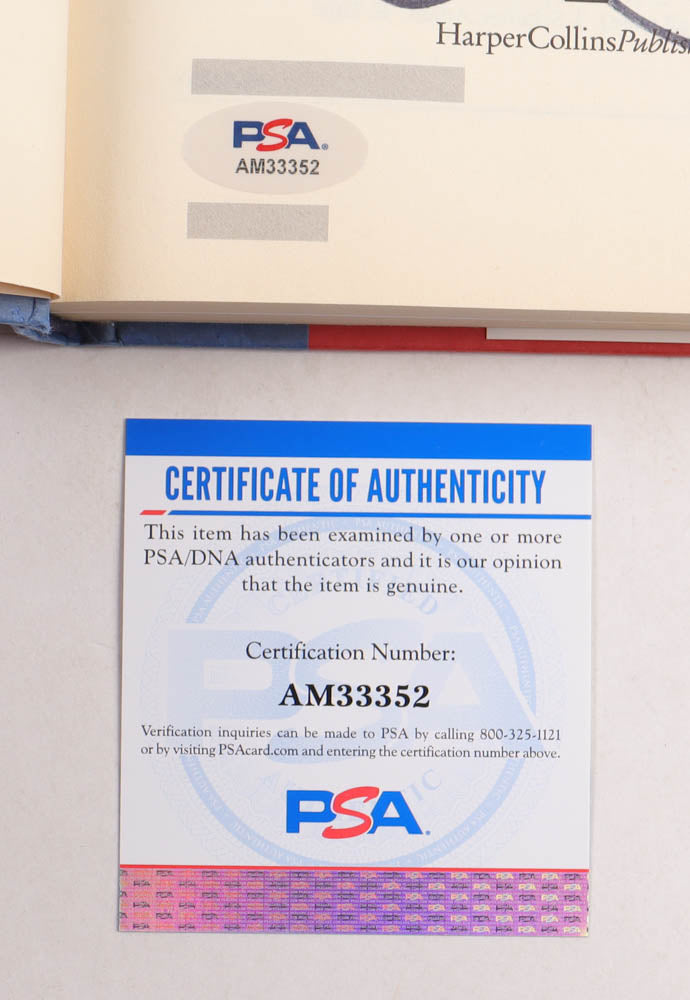 HarperCollinsPublis
PSA®
AM33352
CERTIFICATE OF AUTHENTICITY
This item has been examined by one or more
PSA/DNA authenticators and it is our opinion
that the item is genuine.
Certification Number:
AM33352
Verification inquiries can be made to PSA by calling 800-325-1121
or by visiting PSAcard.com and entering the certification number above.
PSA®